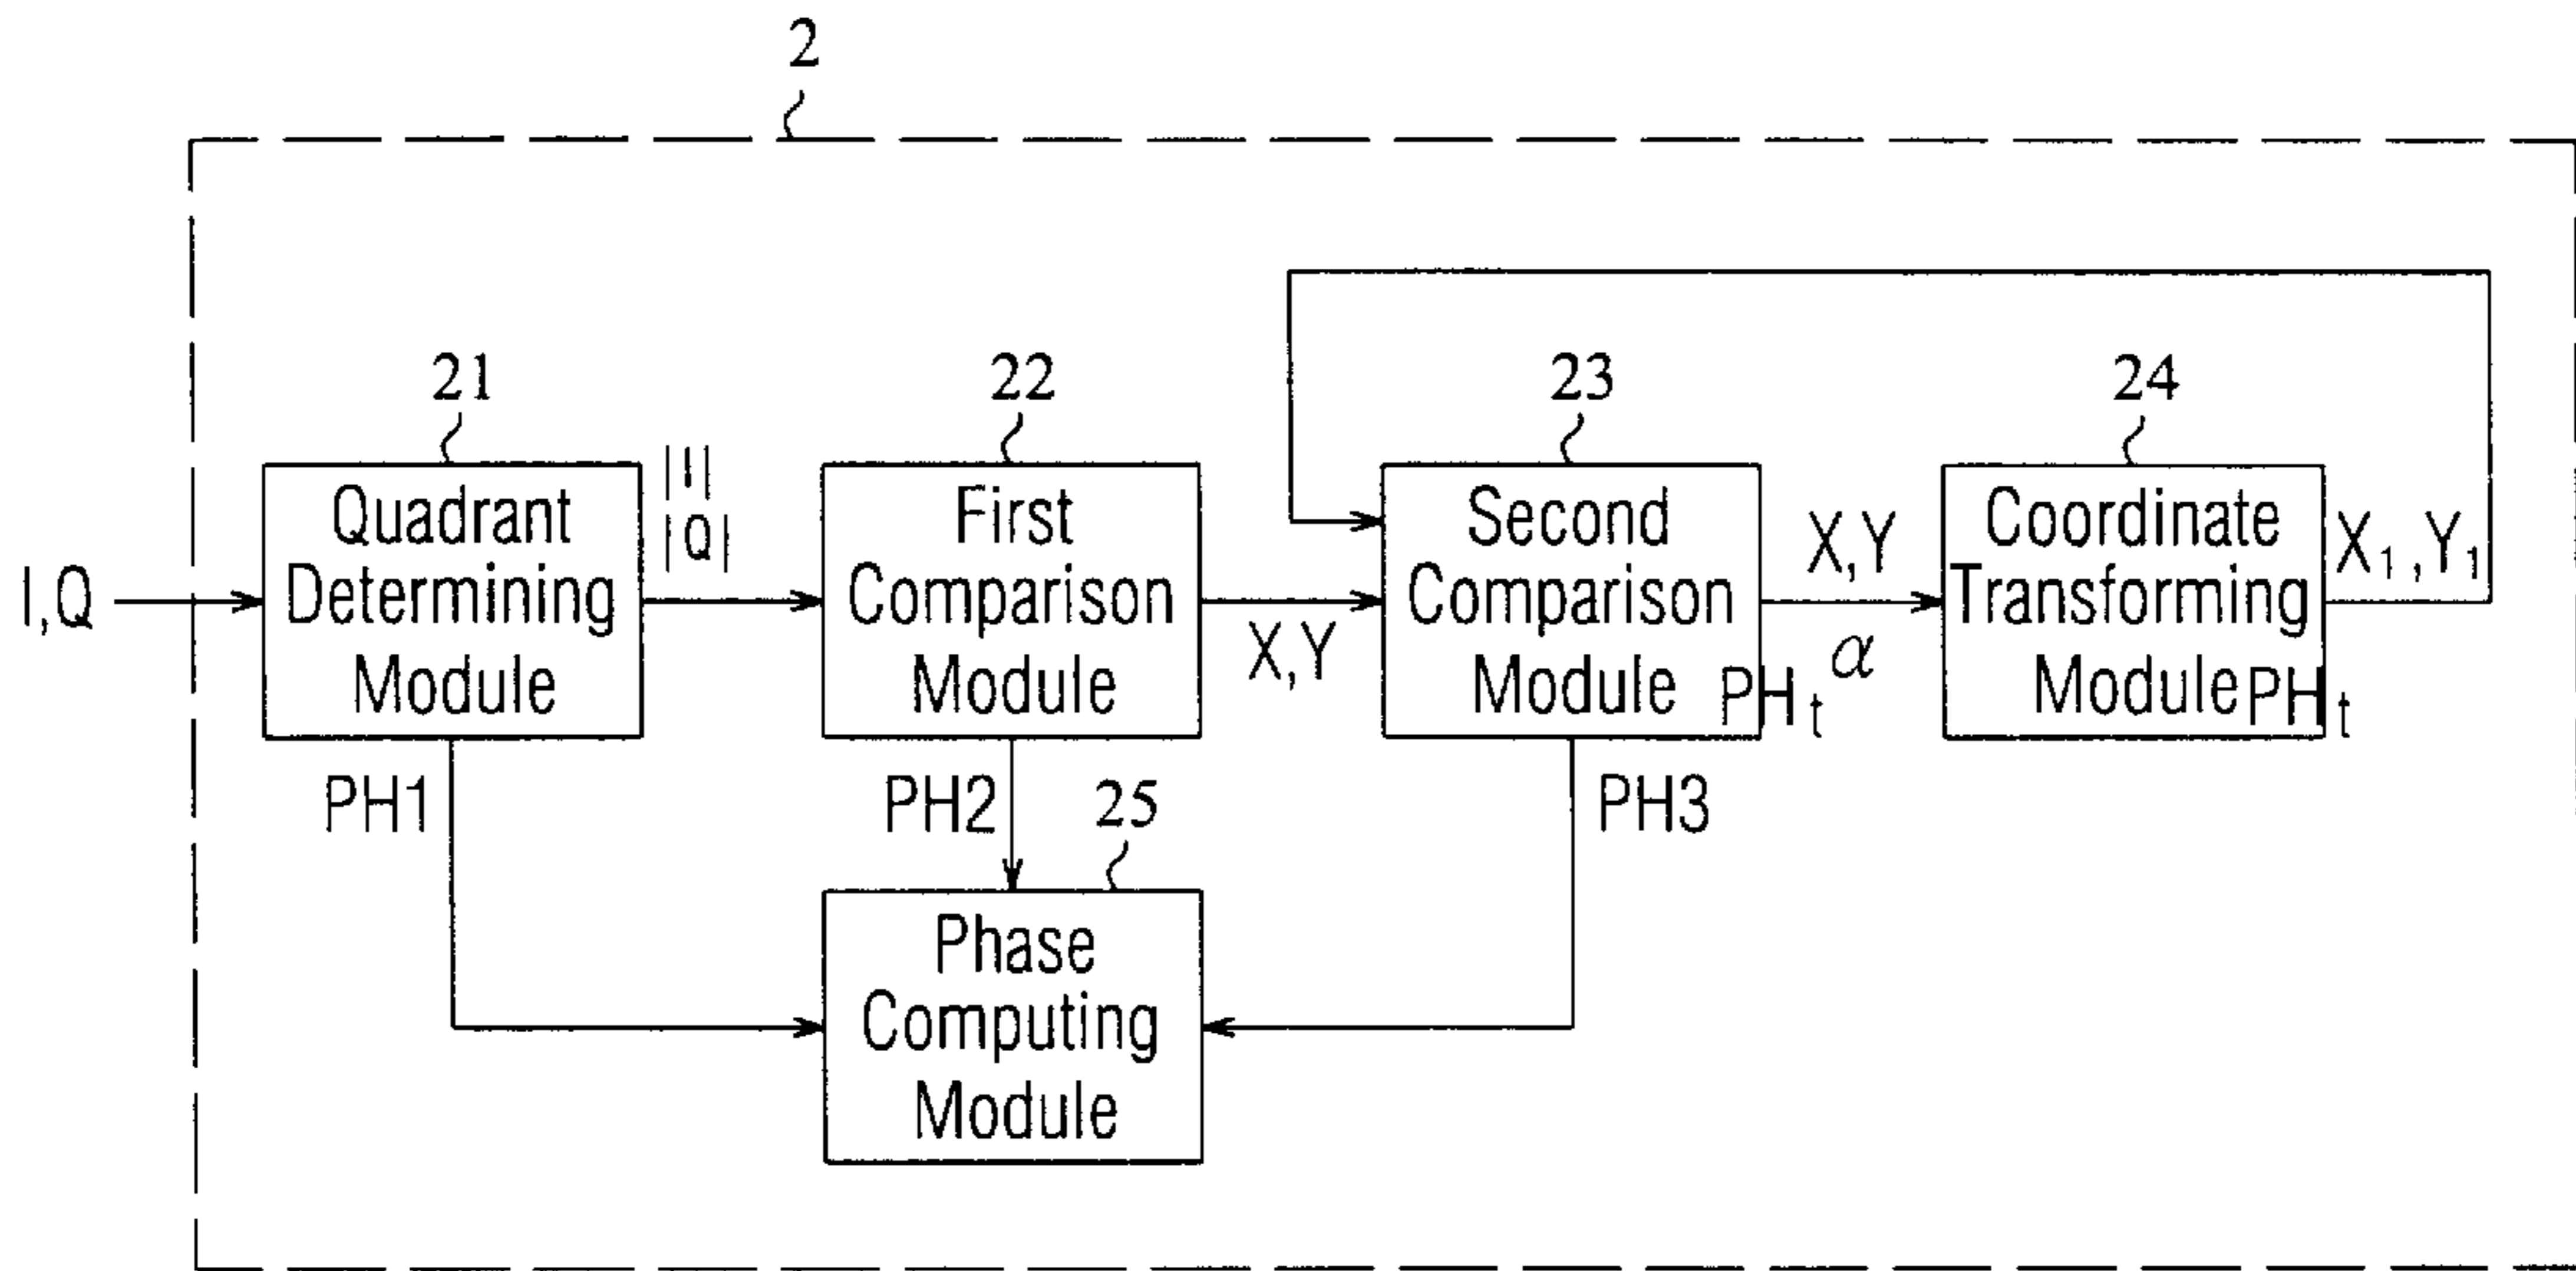 2
21
22
23
24
I,Q
Quadrant
Determining
Module
|I|
|Q|
First
Comparison
Module
X,Y
Second
Comparison
Module
PHt
X,Y
α
Coordinate
Transforming
Module
PHt
X1,Y1
PH1
PH2
25
PH3
Phase
Computing
Module